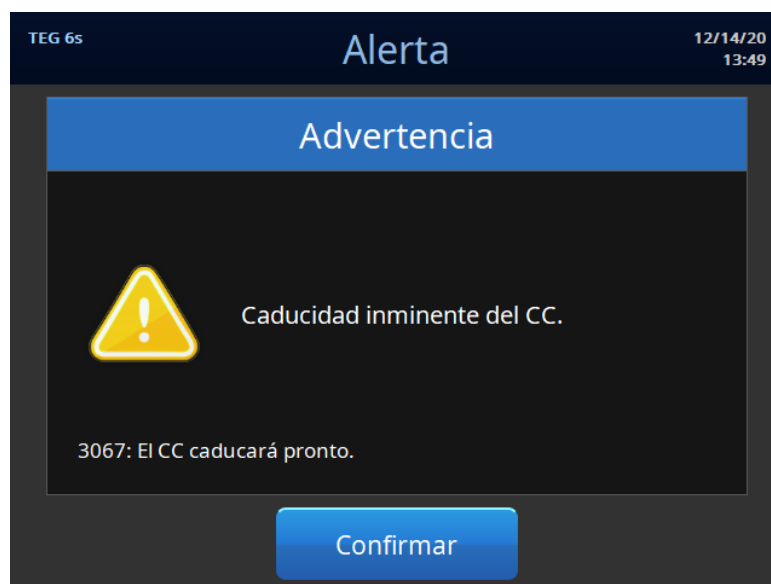 TEG 6s
Alerta
12/14/20
13:49
Advertencia
Caducidad inminente del CC.
3067: El CC caducará pronto.
Confirmar